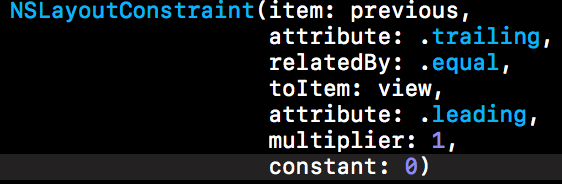 NSLayoutConstraint(item: previous,
attribute: .trailing,
relatedBy: .equal,
toItem: view,
attribute: .leading,
multiplier: 1,
constant: 0)